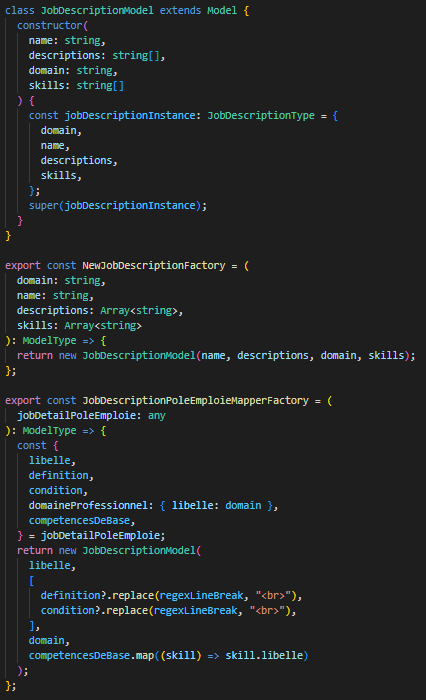 class JobDescriptionModel extends Model {
  constructor(
    name: string,
    descriptions: string[],
    domain: string,
    skills: string[]
  ) {
    const jobDescriptionInstance: JobDescriptionType = {
      domain,
      name,
      descriptions,
      skills,
    };
    super(jobDescriptionInstance);
  }
}

export const NewJobDescriptionFactory = (
  domain: string,
  name: string,
  descriptions: Array<string>,
  skills: Array<string>
): ModelType => {
  return new JobDescriptionModel(name, descriptions, domain, skills);
};

export const JobDescriptionPoleEmploieMapperFactory = (
  jobDetailPoleEmploie: any
): ModelType => {
  const {
    libelle,
    definition,
    condition,
    domaineProfessionnel: { libelle: domain },
    competencesDeBase,
  } = jobDetailPoleEmploie;
  return new JobDescriptionModel(
    libelle,
    [
      definition?.replace(regexLineBreak, "<br>"),
      condition?.replace(regexLineBreak, "<br>"),
    ],
    domain,
    competencesDeBase.map((skill) => skill.libelle)
  );
};